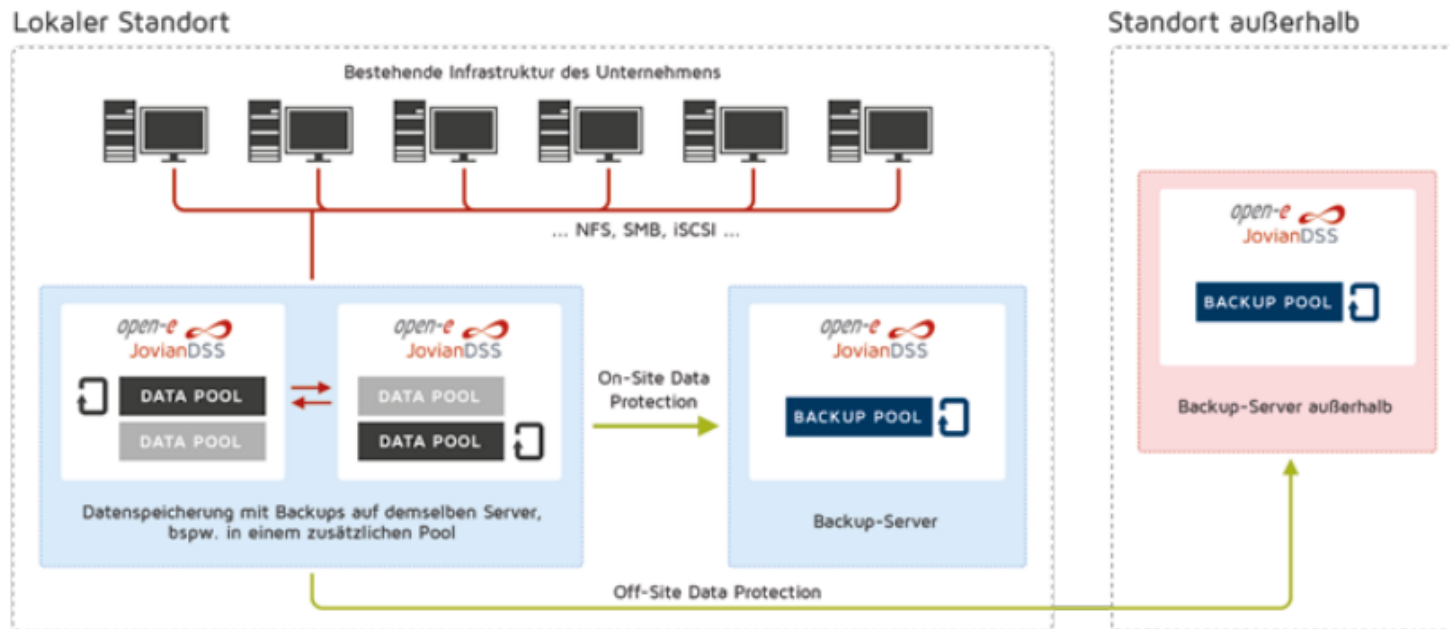 Lokaler Standort
Standort außerhalb
Bestehende Infrastruktur des Unternehmens
... NFS, SMB, iSCSI ...
open-e
JovianDSS
DATA POOL
DATA POOL
open-e
JovianDSS
DATA POOL
DATA POOL
Datenspeicherung mit Backups auf demselben Server,
bspw. in einem zusätzlichen Pool
On-Site Data
Protection
open-e
JovianDSS
BACKUP POOL
Backup-Server
open-e
JovianDSS
BACKUP POOL
Backup-Server außerhalb
Off-Site Data Protection